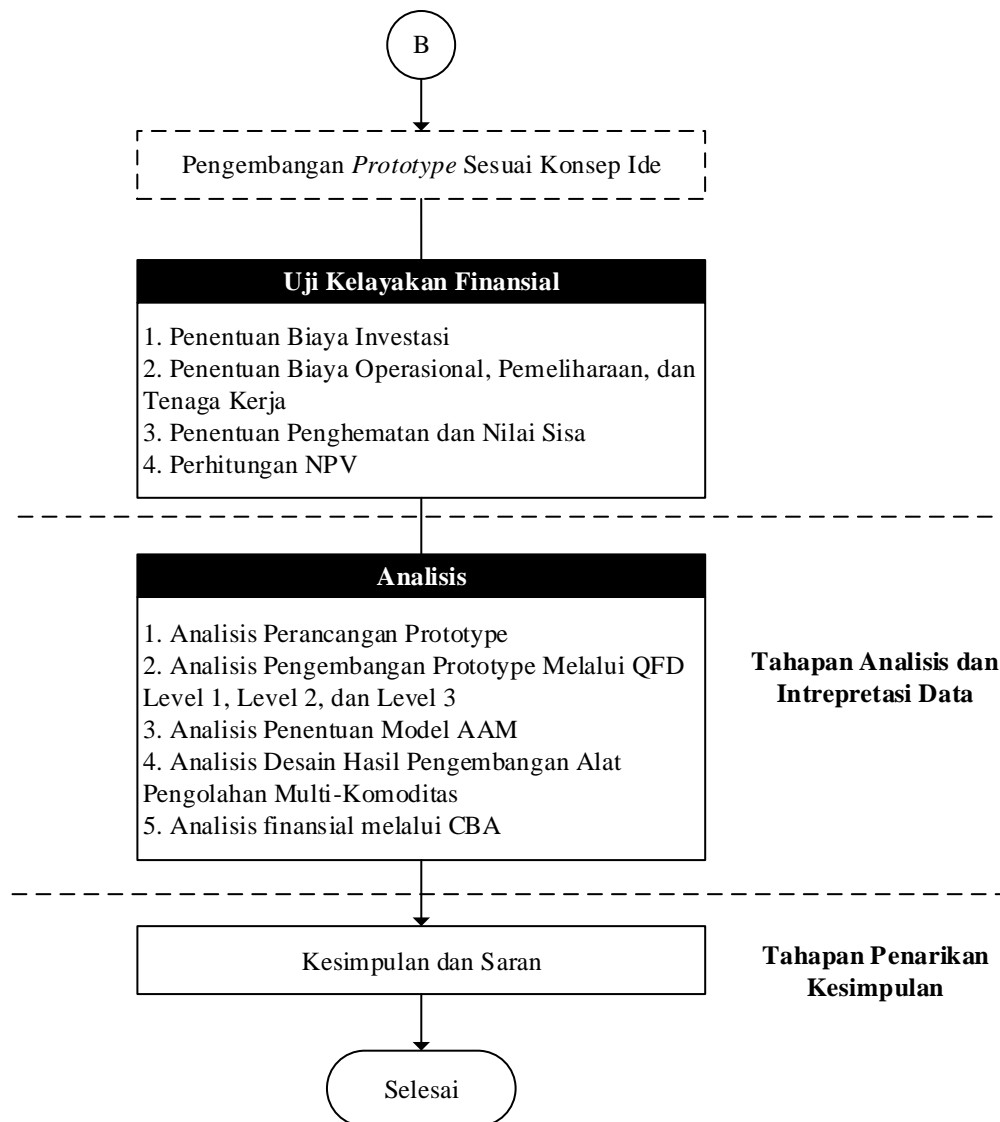 B
Pengembangan Prototype Sesuai Konsep Ide
Uji Kelayakan Finansial
1. Penentuan Biaya Investasi
2. Penentuan Biaya Operasional, Pemeliharaan, dan
Tenaga Kerja
3. Penentuan Penghematan dan Nilai Sisa
4. Perhitungan NPV
Analisis
1. Analisis Perancangan Prototype
2. Analisis Pengembangan Prototype Melalui QFD
Level 1, Level 2, dan Level 3
3. Analisis Penentuan Model AAM
4. Analisis Desain Hasil Pengembangan Alat
Pengolahan Multi-Komoditas
5. Analisis finansial melalui CBA
Tahapan Analisis dan
Intrepretasi Data
Kesimpulan dan Saran
Tahapan Penarikan
Kesimpulan
Selesai